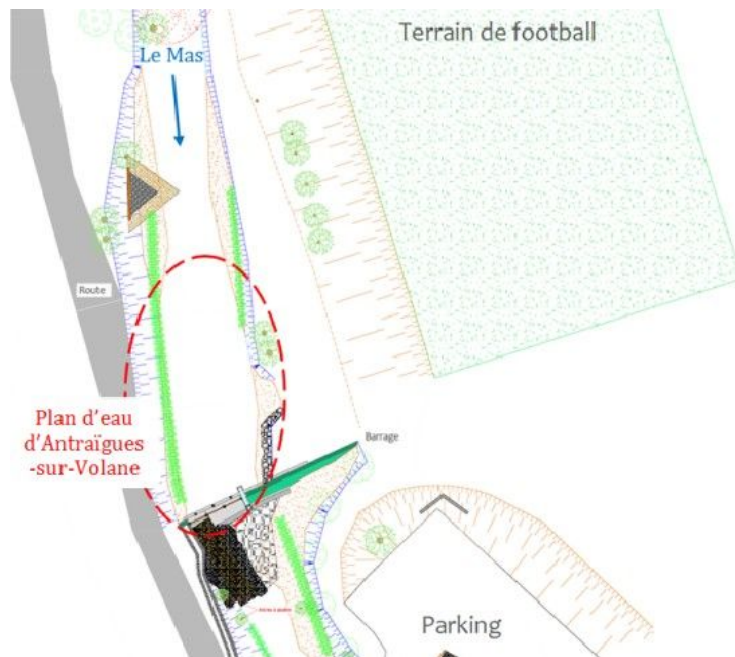 Terrain de football
Le Mas
Route
Plan d'eau
d'Antraïgues
-sur-Volane
Barrage
Parking